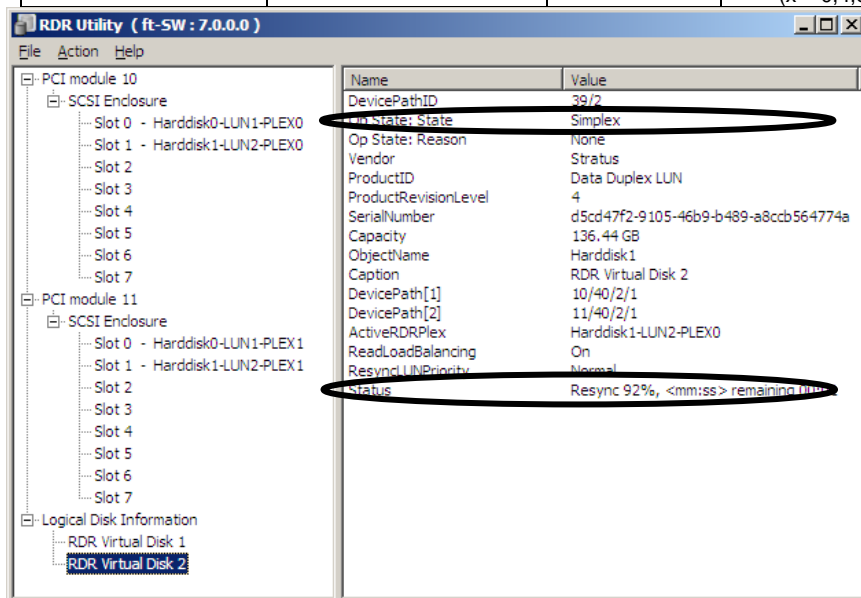 RDR Utility ( ft-SW : 7.0.0.0 )
File Action Help
PCI module 10
SCSI Enclosure
Slot 0 - Harddisk0-LUN1-PLEX0
Slot 1 - Harddisk1-LUN2-PLEX0
Slot 2
Slot 3
Slot 4
Slot 5
Slot 6
Slot 7
PCI module 11
SCSI Enclosure
Slot 0 - Harddisk0-LUN1-PLEX1
Slot 1 - Harddisk1-LUN2-PLEX1
Slot 2
Slot 3
Slot 4
Slot 5
Slot 6
Slot 7
Logical Disk Information
RDR Virtual Disk 1
RDR Virtual Disk 2
Name Value
DevicePathID 39/2
Op State: State Simplex
Op State: Reason None
Vendor Stratus
ProductID Data Duplex LUN
ProductRevisionLevel 4
SerialNumber d5cd47f2-9105-46b9-b489-a8ccb564774a
Capacity 136.44 GB
ObjectName Harddisk1
Caption RDR Virtual Disk 2
DevicePath[1] 10/40/2/1
DevicePath[2] 11/40/2/1
ActiveRDRPlex Harddisk1-LUN2-PLEX0
ReadLoadBalancing On
ResyncLUNPriority Normal
Status Resync 92%, <mm:ss> remaining